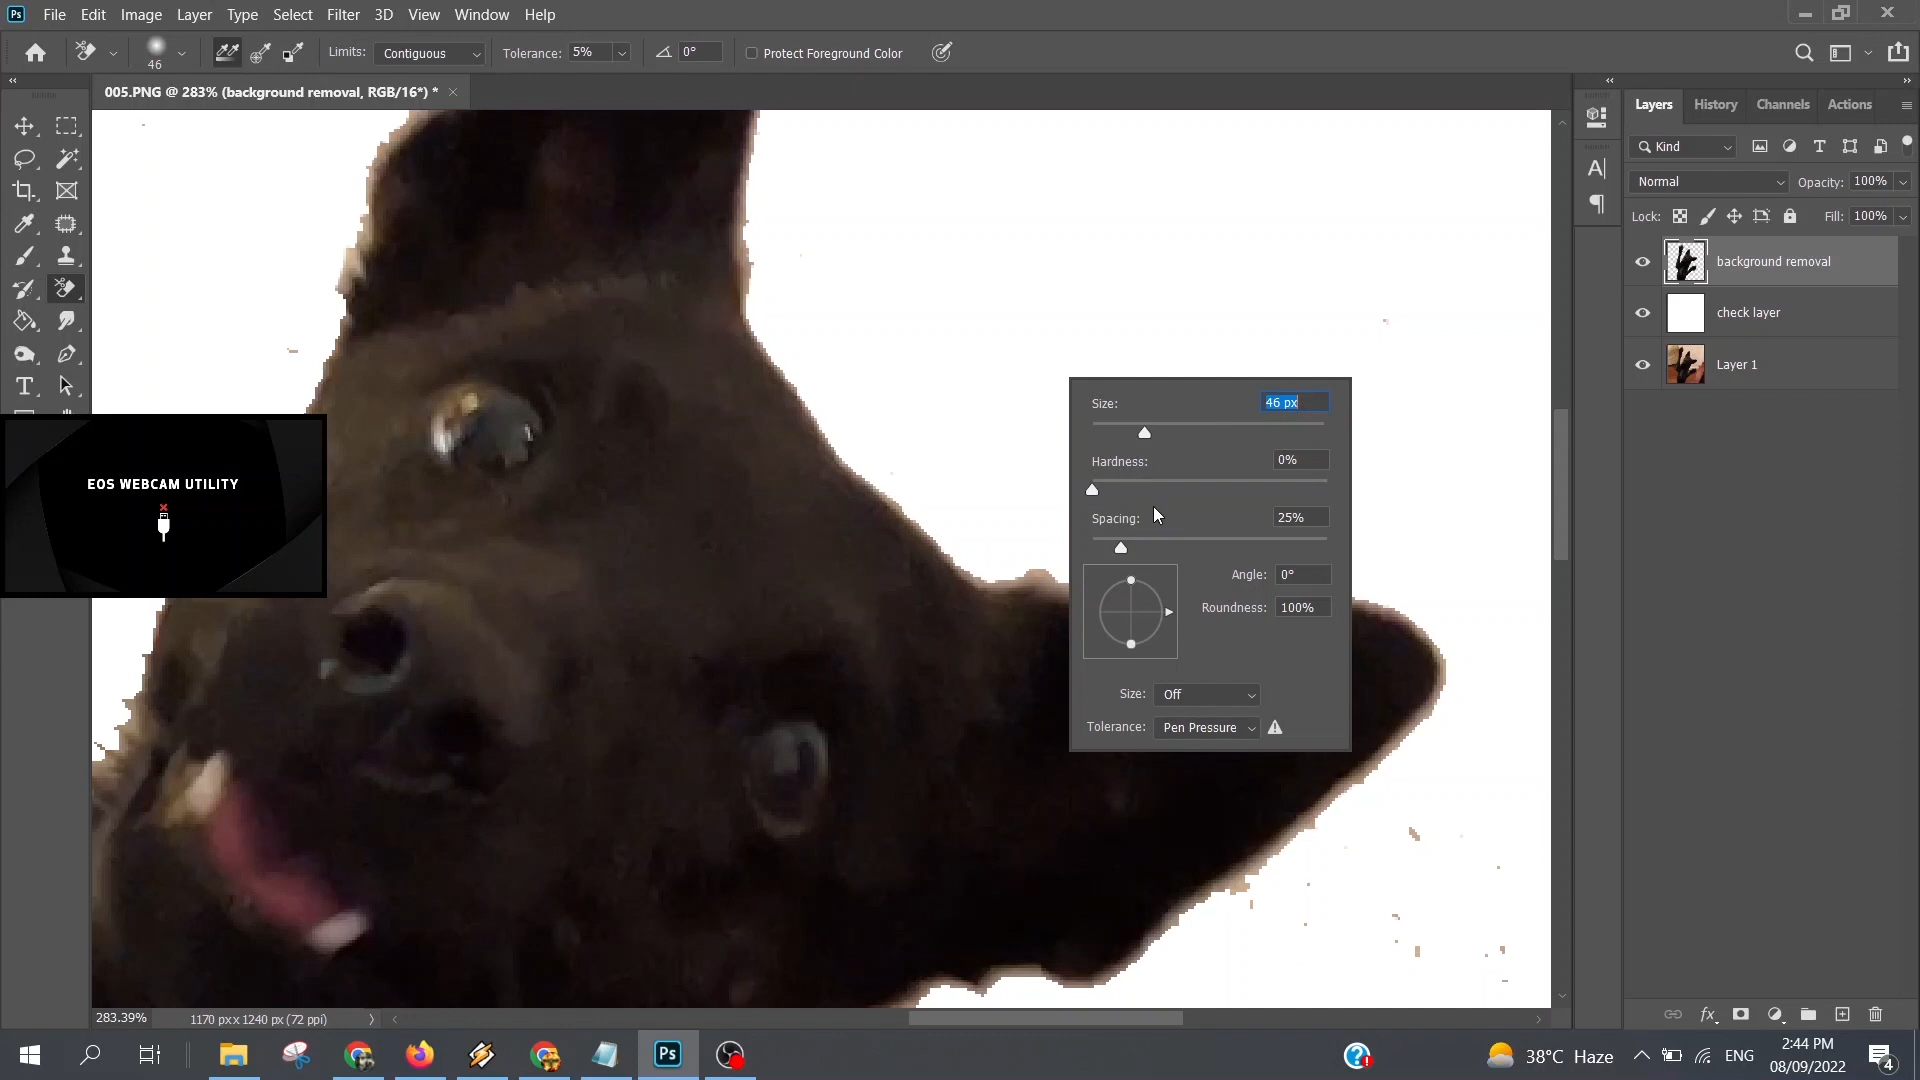 Ps File Edit Image Layer Type Select Filter 3D View Window Help
46 Limits: Contiguous Tolerance: 5% 0° Protect Foreground Color
005.PNG @ 283% (background removal, RGB/16*) *
Layers History Channels Actions
Kind
Normal Opacity: 100%
Lock: Fill: 100%
background removal
check layer
Layer 1
Size: 46 px
Hardness: 0%
Spacing: 25%
Angle: 0°
Roundness: 100%
Size: Off
Tolerance: Pen Pressure
EOS WEBCAM UTILITY
283.39% 1170 px x 1240 px (72 ppi)
Ps 38°C Haze ENG 2:44 PM
08/09/2022 4